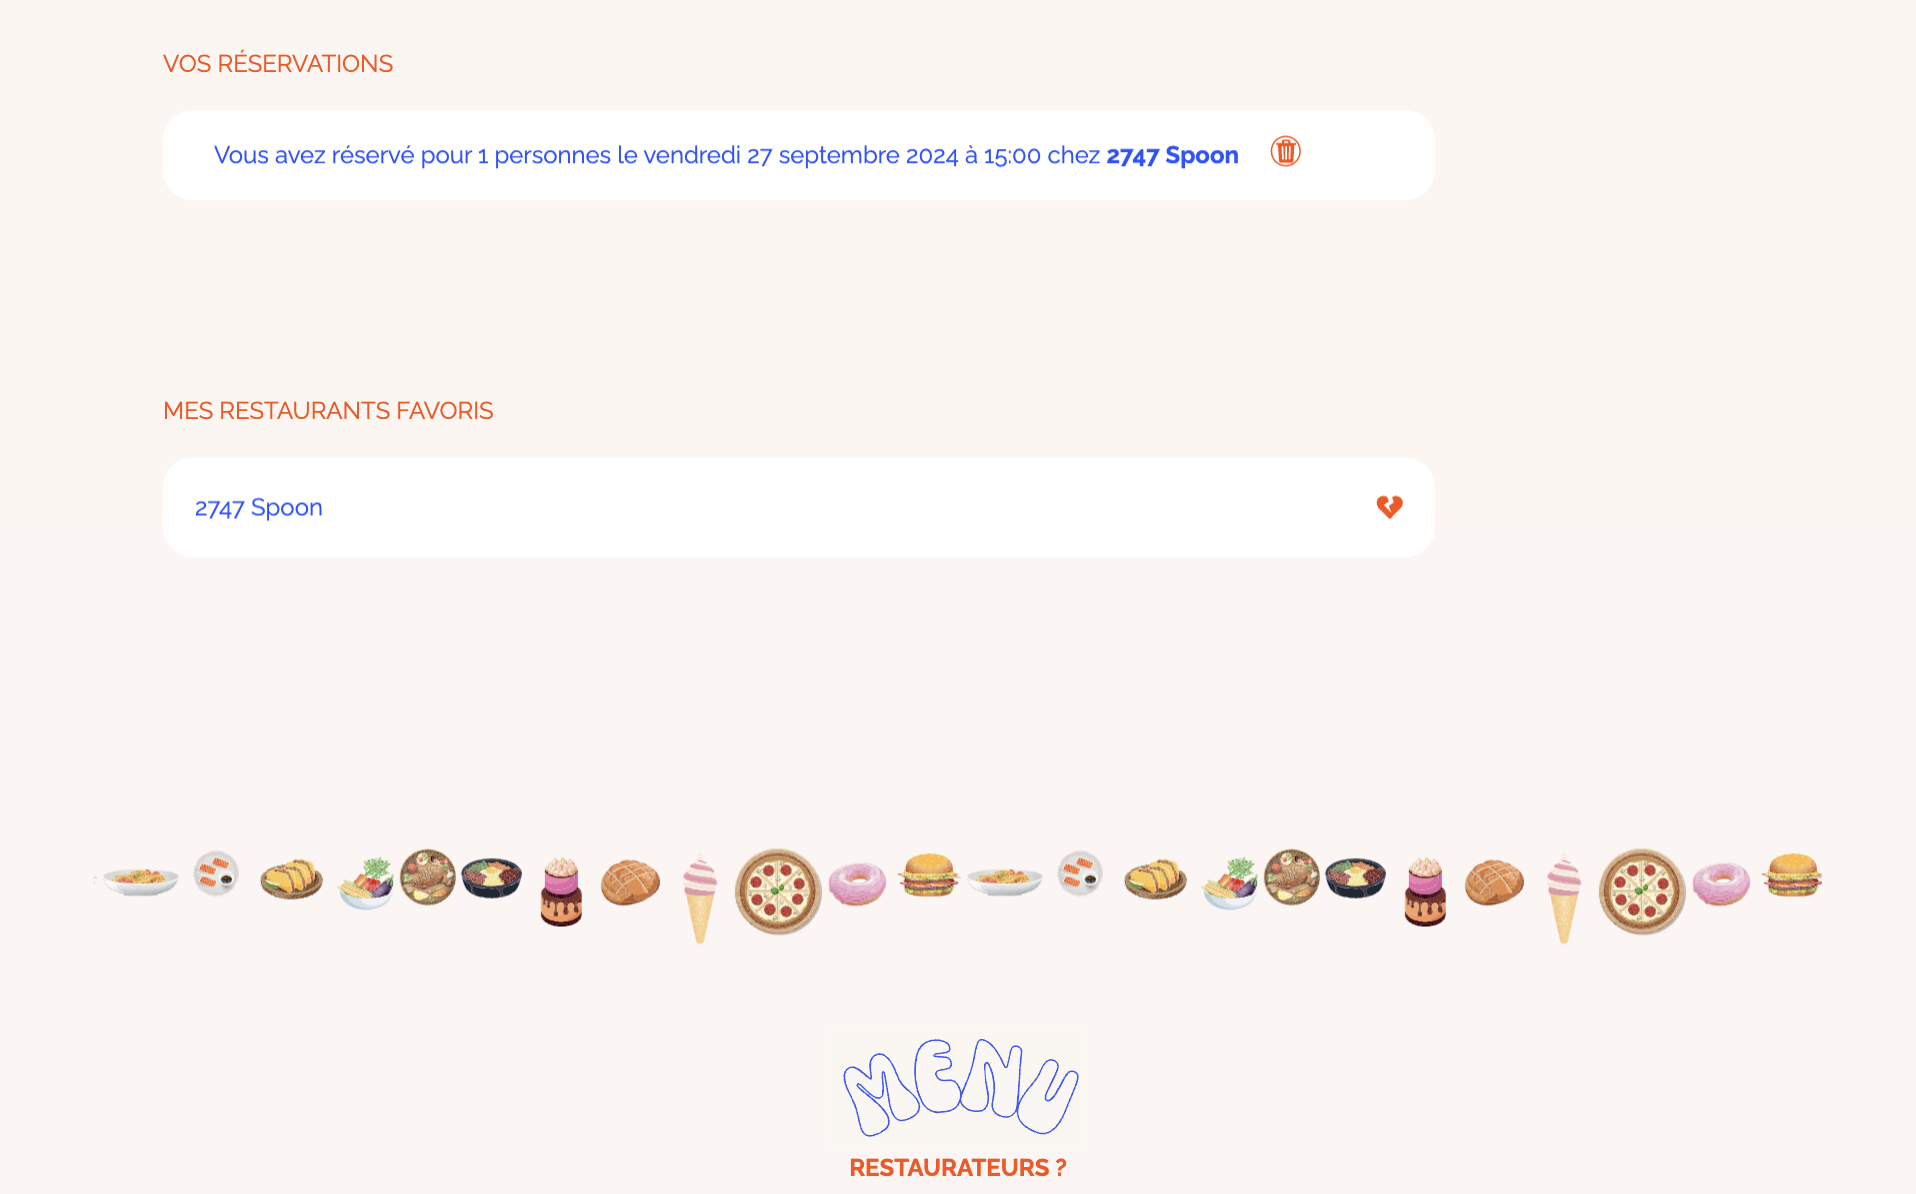 VOS RÉSERVATIONS
Vous avez réservé pour 1 personnes le vendredi 27 septembre 2024 à 15:00 chez 2747 Spoon
MES RESTAURANTS FAVORIS
2747 Spoon
MENU
RESTAURATEURS ?